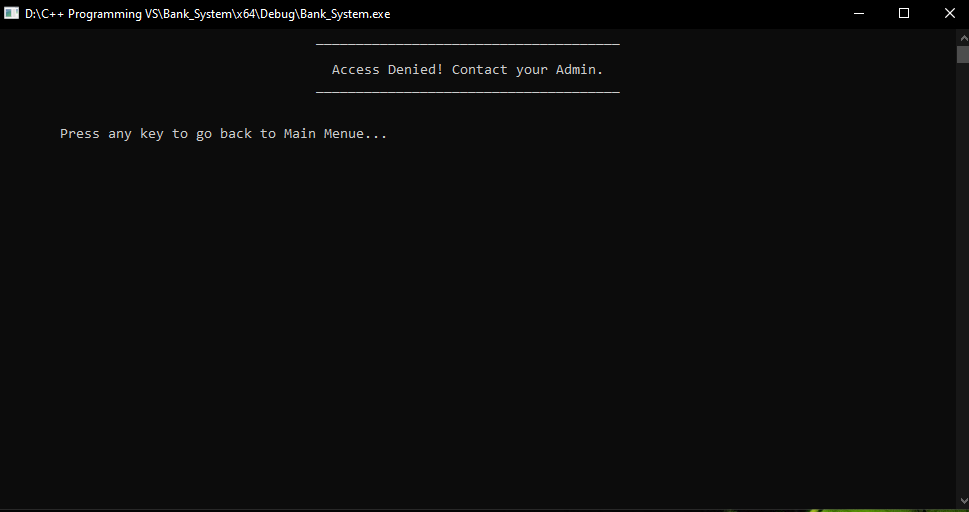 D:\C++ Programming VS\Bank_System\x64\Debug\Bank_System.exe
______________________________________
Access Denied! Contact your Admin.
______________________________________
Press any key to go back to Main Menue...